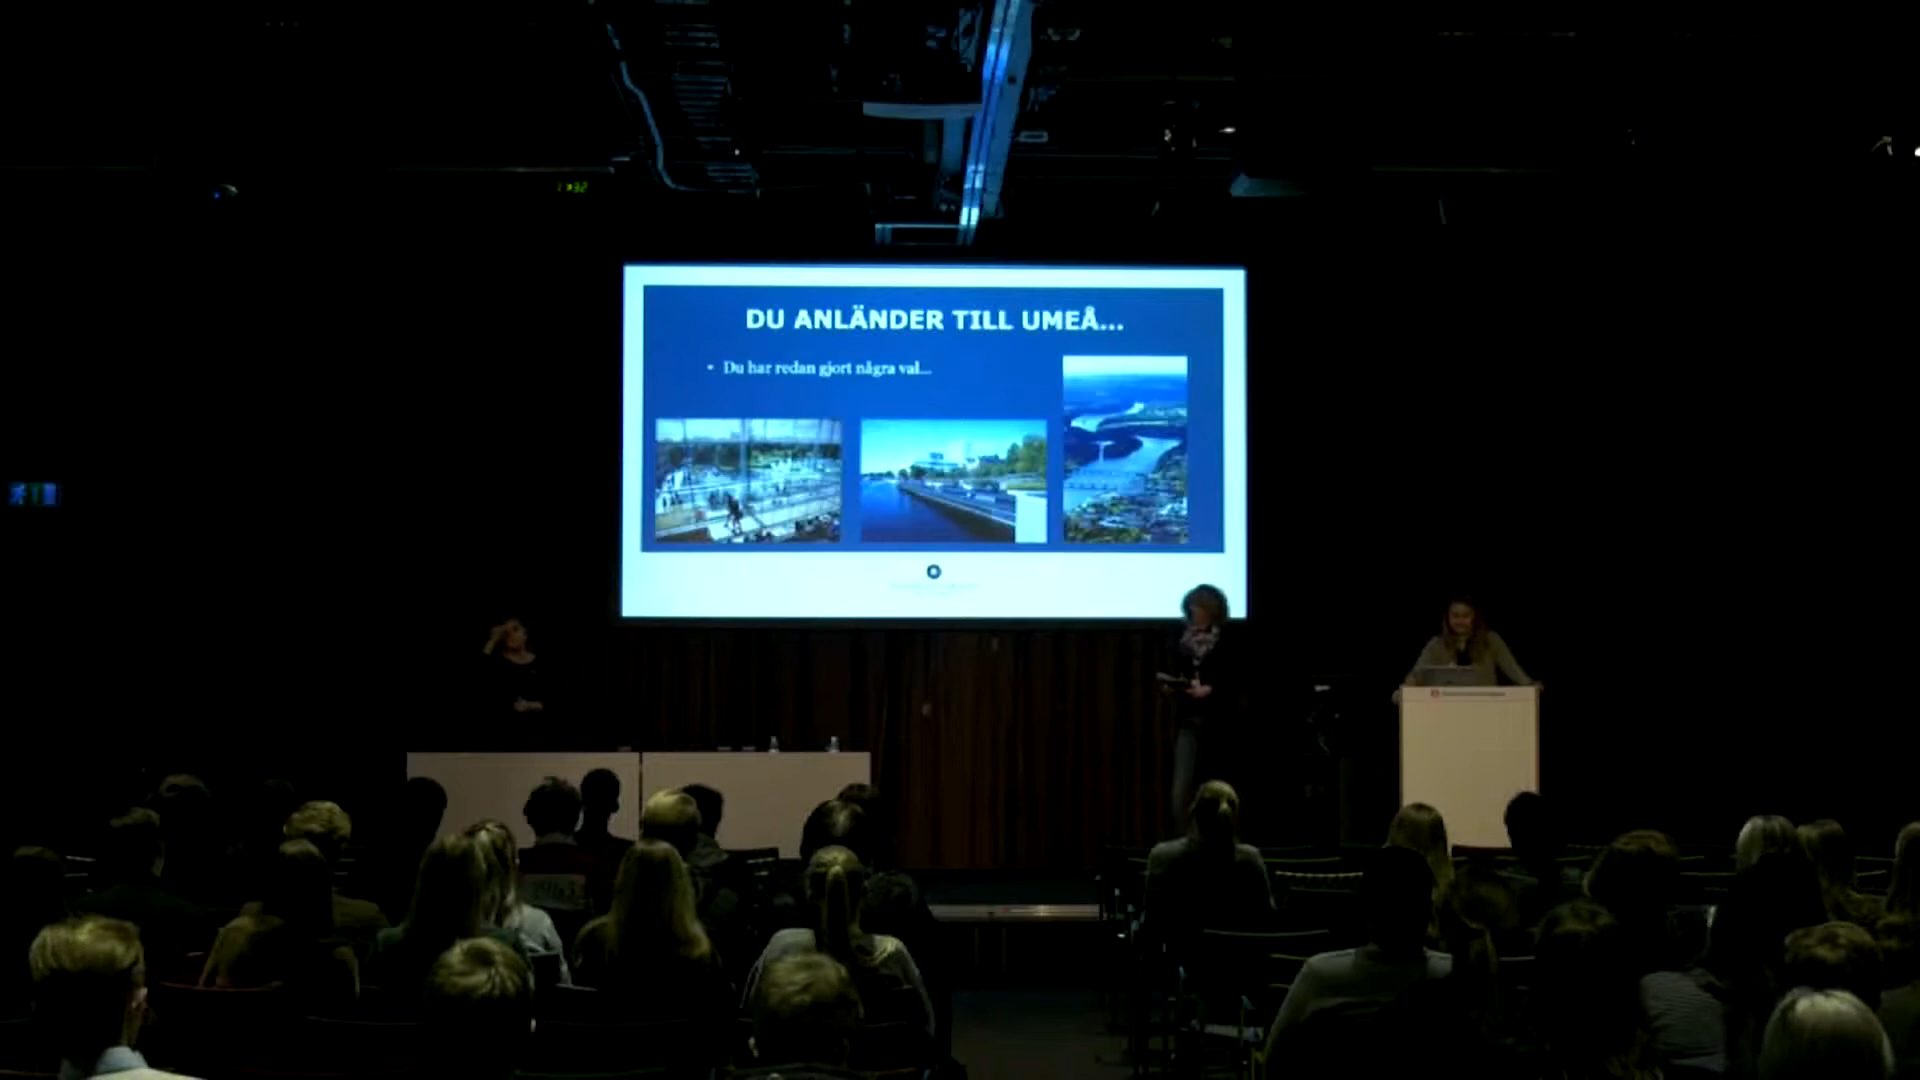 DU ANLÄNDER TILL UMEÅ...
• Du har redan gjort några val...